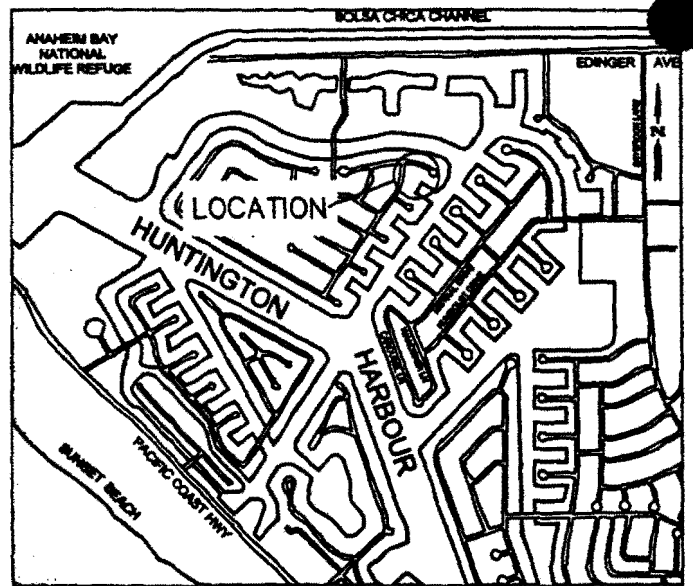 BOLSA CHICA CHANNEL
ANAHEIM BAY
NATIONAL
WILDLIFE REFUGE
EDINGER AVE
N
LOCATION
HUNTINGTON
HARBOUR
PACIFIC COAST HWY
SUNSET BEACH